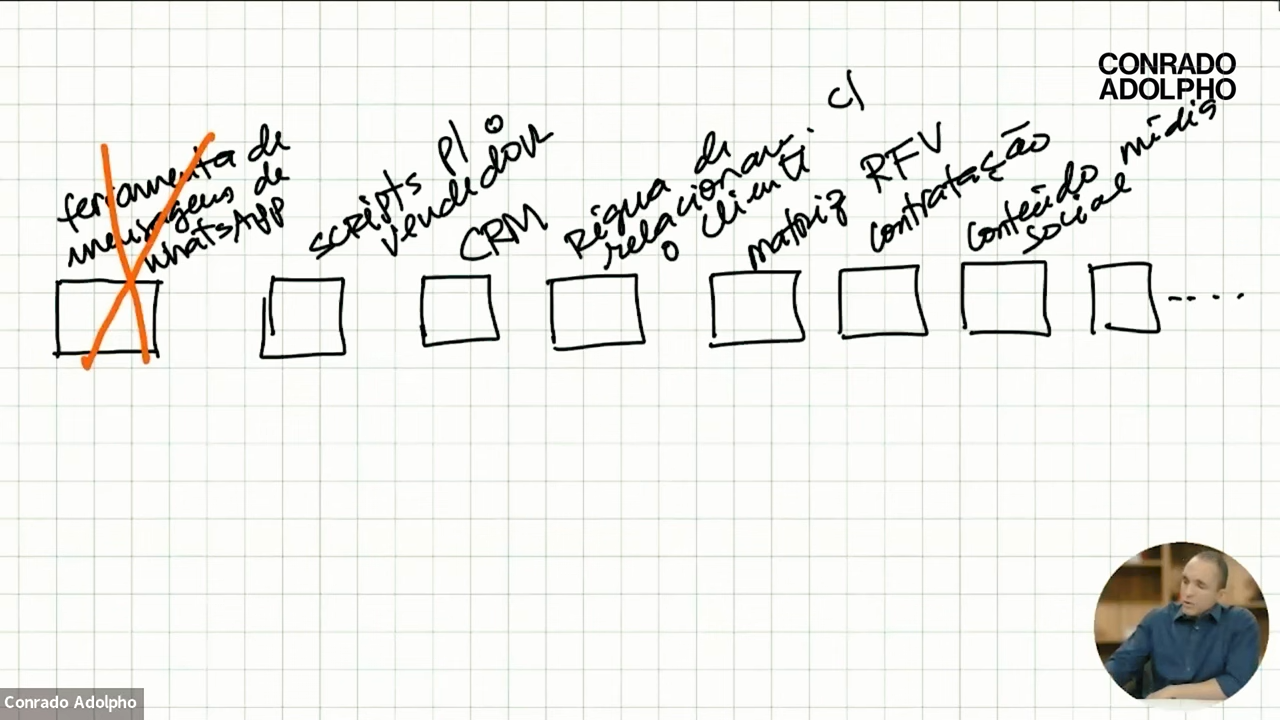 CONRADO
ADOLPHO
ferramenta de
mensagens de
whatsApp
scripts p/ o
vendedor
CRM
Régua de
relacionam. c/
o cliente
matriz RFV
contratação
conteúdo mídia
social
Conrado Adolpho